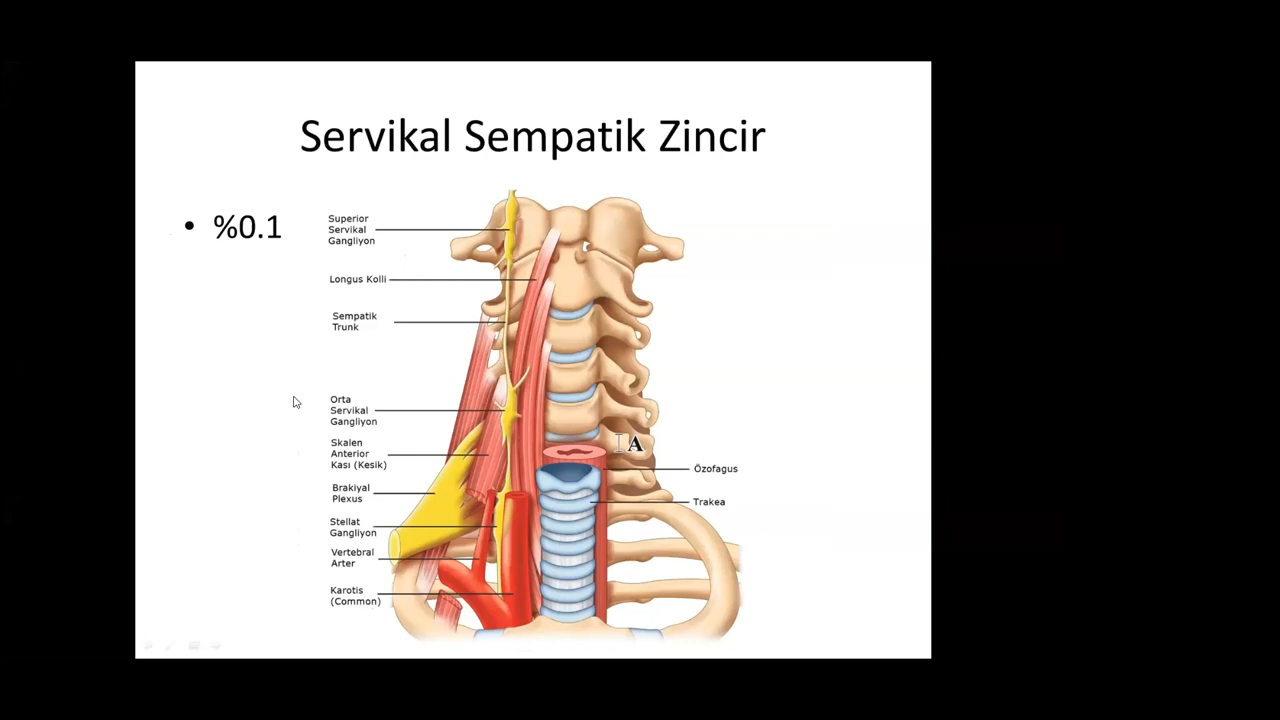 Servikal Sempatik Zincir
• %0.1
Superior
Servikal
Gangliyon
Longus Kolli
Sempatik
Trunk
Orta
Servikal
Gangliyon
Skalen
Anterior
Kası (Kesik)
Brakiyal
Plexus
Stellat
Gangliyon
Vertebral
Arter
Karotis
(Common)
A
Özofagus
Trakea